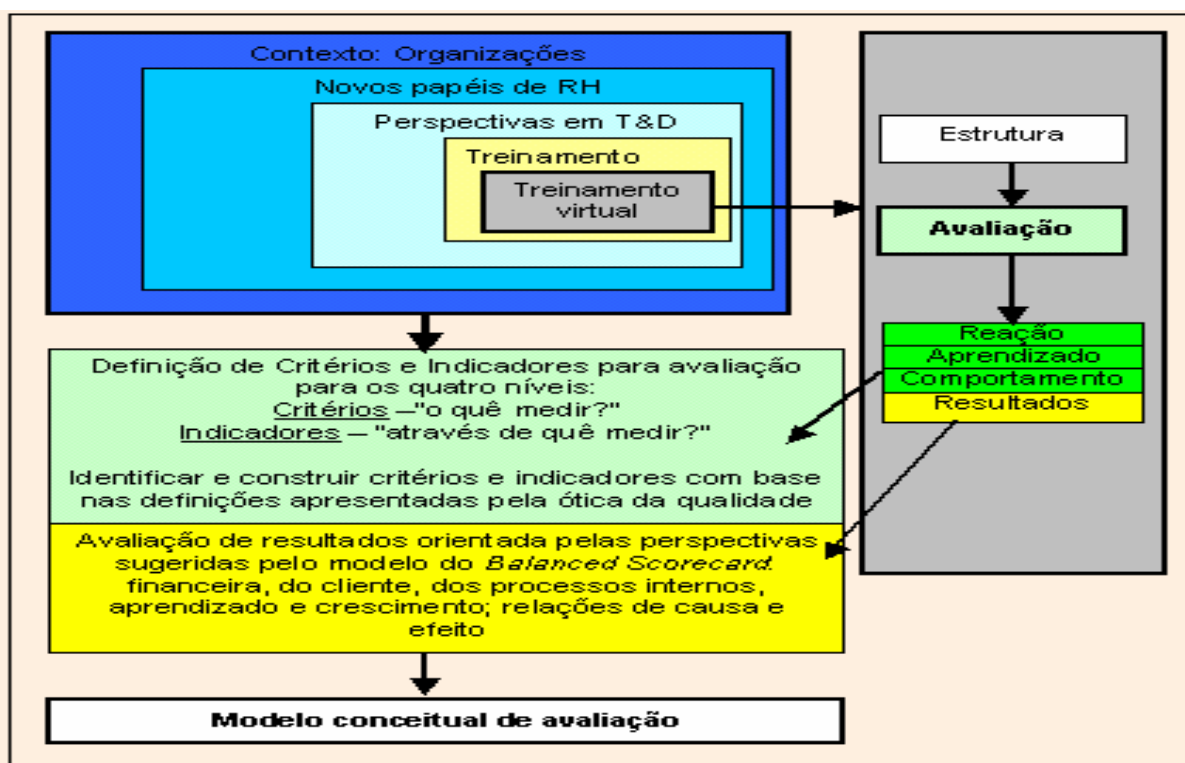 Contexto: Organizações
Novos papéis de RH
Perspectivas em T&D
Treinamento
Treinamento
virtual
Estrutura
Avaliação
Reação
Aprendizado
Comportamento
Resultados
Definição de Critérios e Indicadores para avaliação
para os quatro níveis:
Critérios –"o quê medir?"
Indicadores – "através de quê medir?"
Identificar e construir critérios e indicadores com base
nas definições apresentadas pela ótica da qualidade
Avaliação de resultados orientada pelas perspectivas
sugeridas pelo modelo do Balanced Scorecard:
financeira, do cliente, dos processos internos,
aprendizado e crescimento; relações de causa e
efeito
Modelo conceitual de avaliação